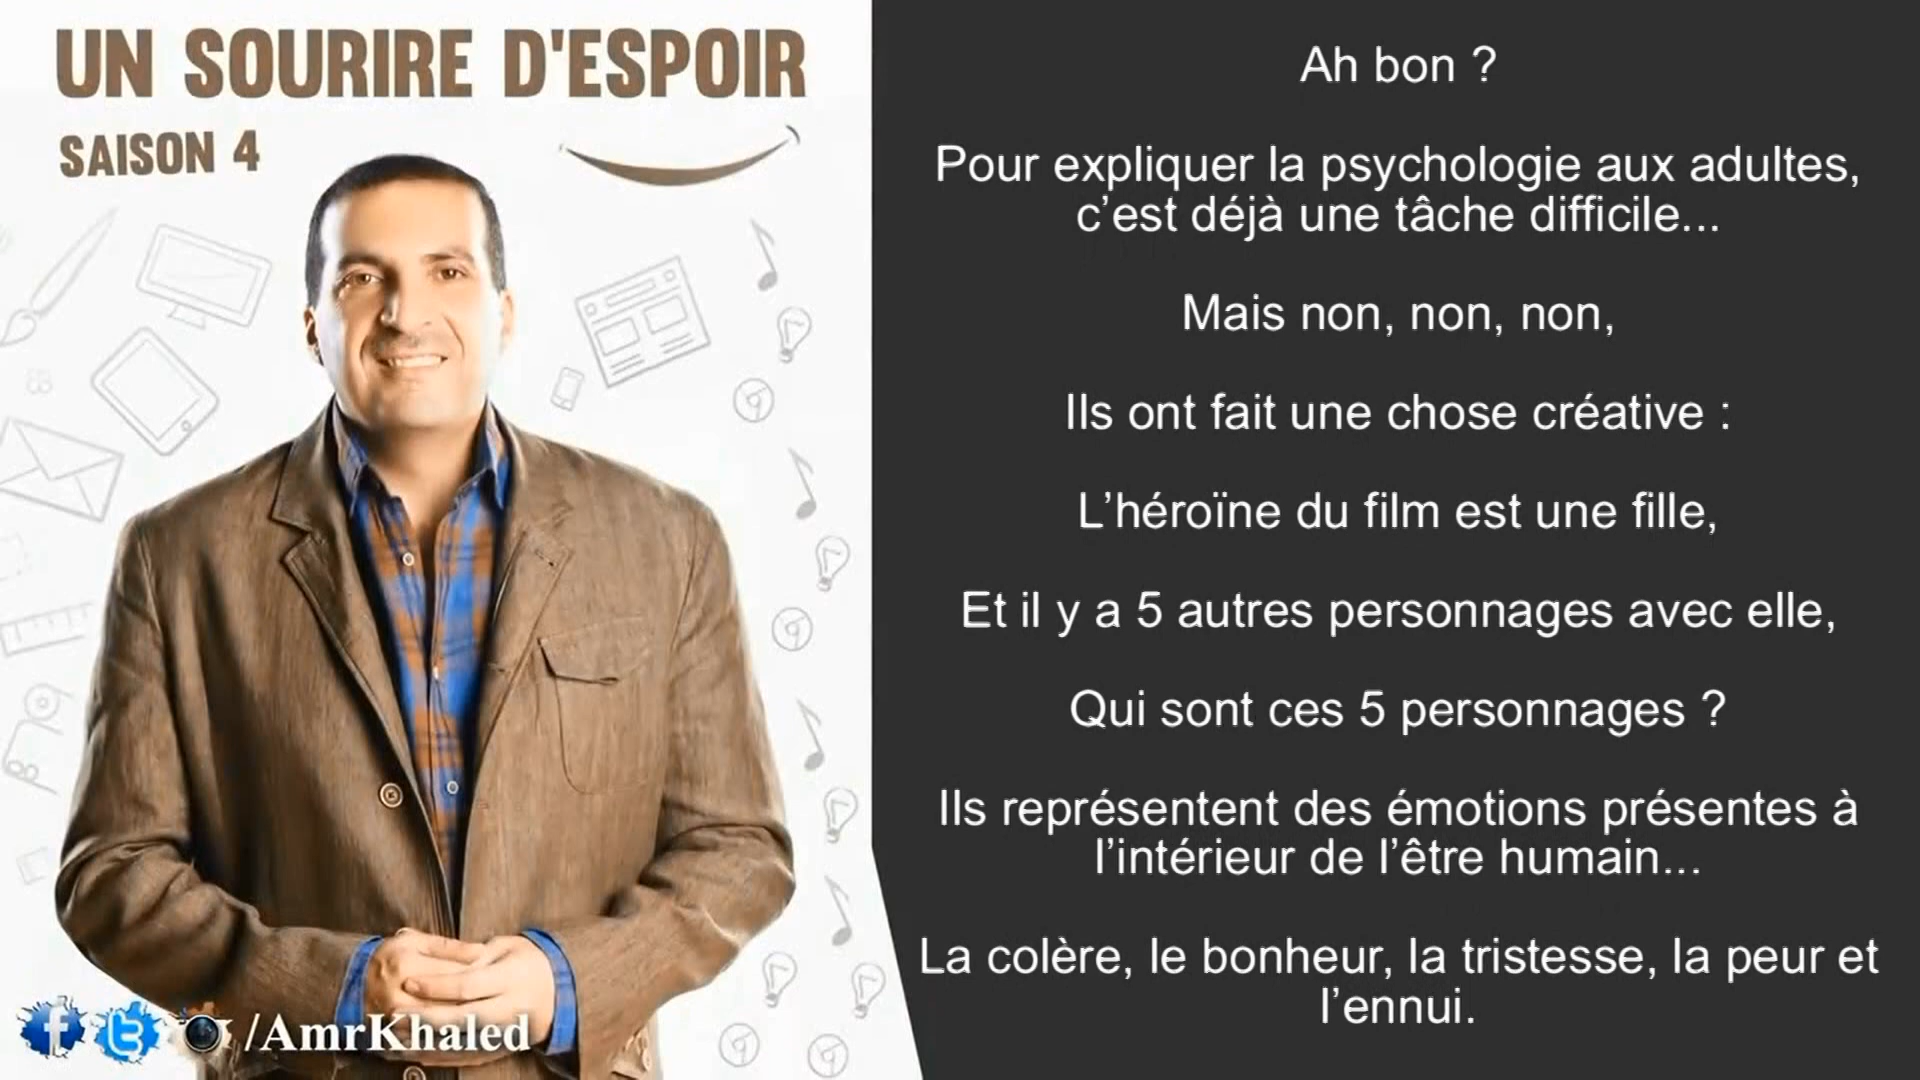 UN SOURIRE D'ESPOIR
SAISON 4
/AmrKhaled
Ah bon ?
Pour expliquer la psychologie aux adultes,
c’est déjà une tâche difficile...
Mais non, non, non,
Ils ont fait une chose créative :
L’héroïne du film est une fille,
Et il y a 5 autres personnages avec elle,
Qui sont ces 5 personnages ?
Ils représentent des émotions présentes à
l’intérieur de l’être humain...
La colère, le bonheur, la tristesse, la peur et
l’ennui.